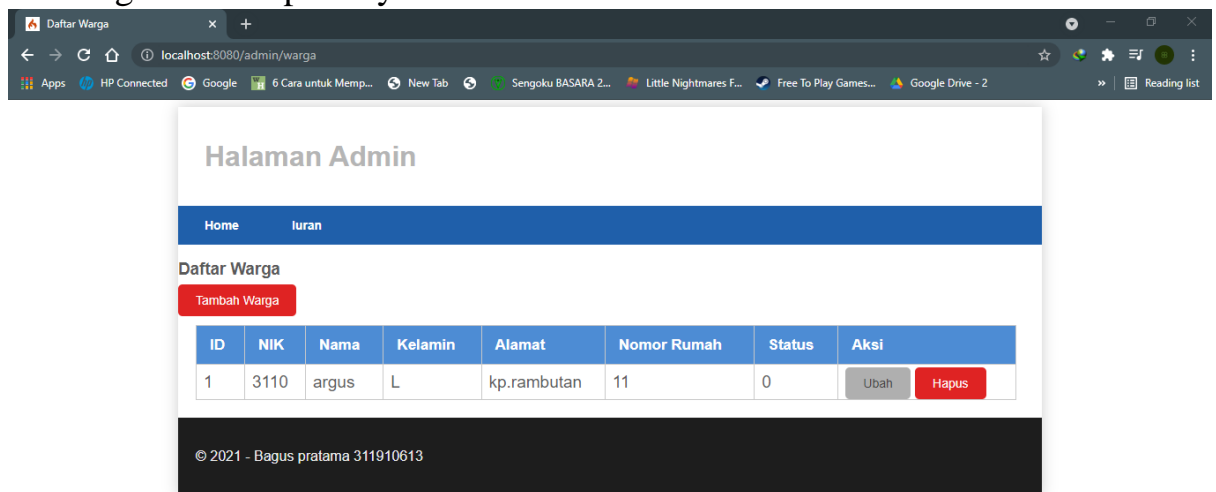 Daftar Warga
localhost:8080/admin/warga
Apps HP Connected Google 6 Cara untuk Memp... New Tab Sengoku BASARA 2... Little Nightmares F... Free To Play Games... Google Drive - 2 » Reading list
Halaman Admin
Home Iuran
Daftar Warga
Tambah Warga
ID NIK Nama Kelamin Alamat Nomor Rumah Status Aksi
1 3110 argus L kp.rambutan 11 0 Ubah Hapus
© 2021 - Bagus pratama 311910613